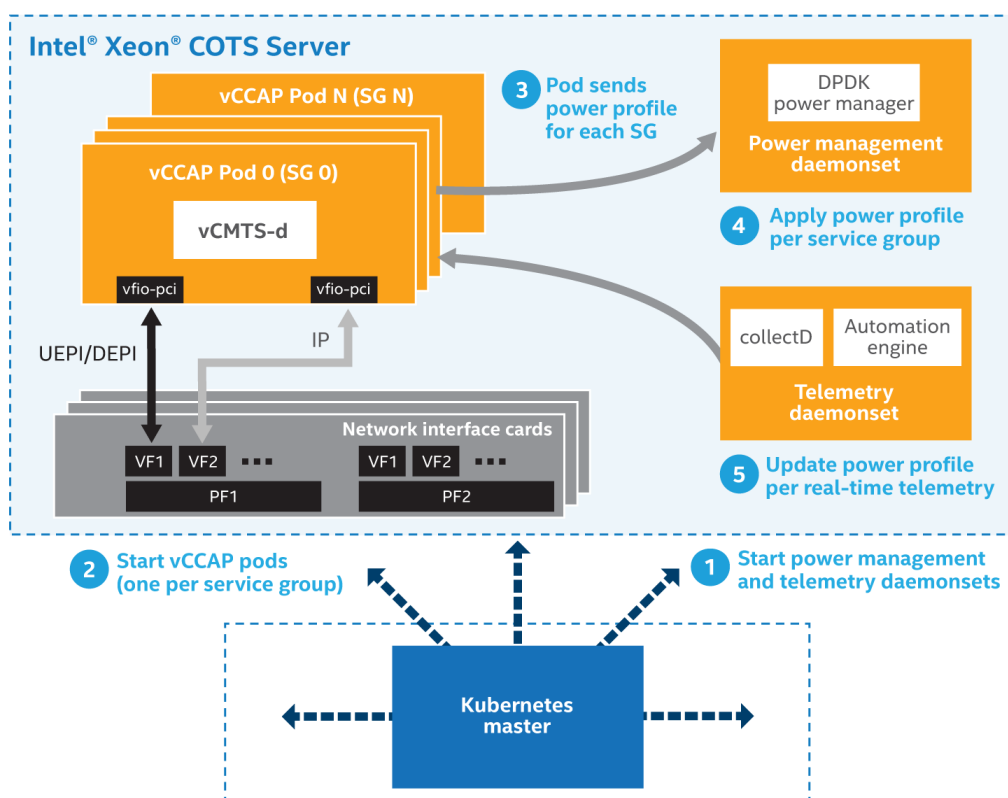 Intel® Xeon® COTS Server
vCCAP Pod N (SG N)
vCCAP Pod 0 (SG 0)
vCMTS-d
vfio-pci
vfio-pci
UEPI/DEPI
IP
Network interface cards
VF1
VF2
PF1
VF1
VF2
PF2
3
Pod sends
power profile
for each SG
DPDK
power manager
Power management
daemonset
4
Apply power profile
per service group
collectD
Automation
engine
Telemetry
daemonset
5
Update power profile
per real-time telemetry
2
Start vCCAP pods
(one per service group)
1
Start power management
and telemetry daemonsets
Kubernetes
master